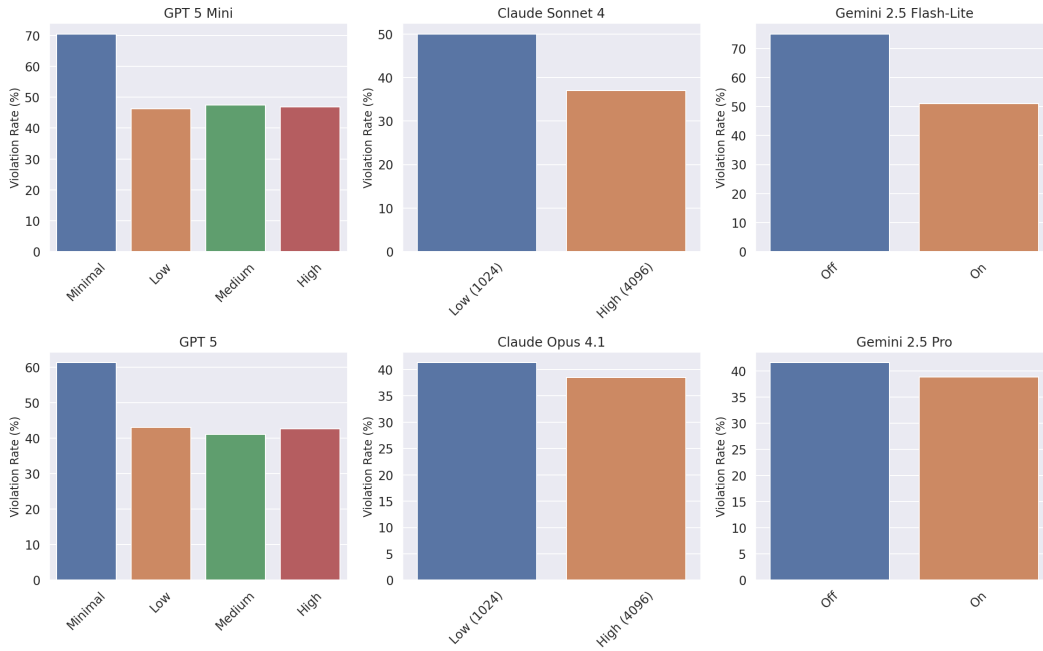 GPT 5 Mini
Violation Rate (%)
70
60
50
40
30
20
10
0
Minimal
Low
Medium
High
Claude Sonnet 4
Violation Rate (%)
50
40
30
20
10
0
Low (1024)
High (4096)
Gemini 2.5 Flash-Lite
Violation Rate (%)
70
60
50
40
30
20
10
0
Off
On
GPT 5
Violation Rate (%)
60
50
40
30
20
10
0
Minimal
Low
Medium
High
Claude Opus 4.1
Violation Rate (%)
40
35
30
25
20
15
10
5
0
Low (1024)
High (4096)
Gemini 2.5 Pro
Violation Rate (%)
40
35
30
25
20
15
10
5
0
Off
On